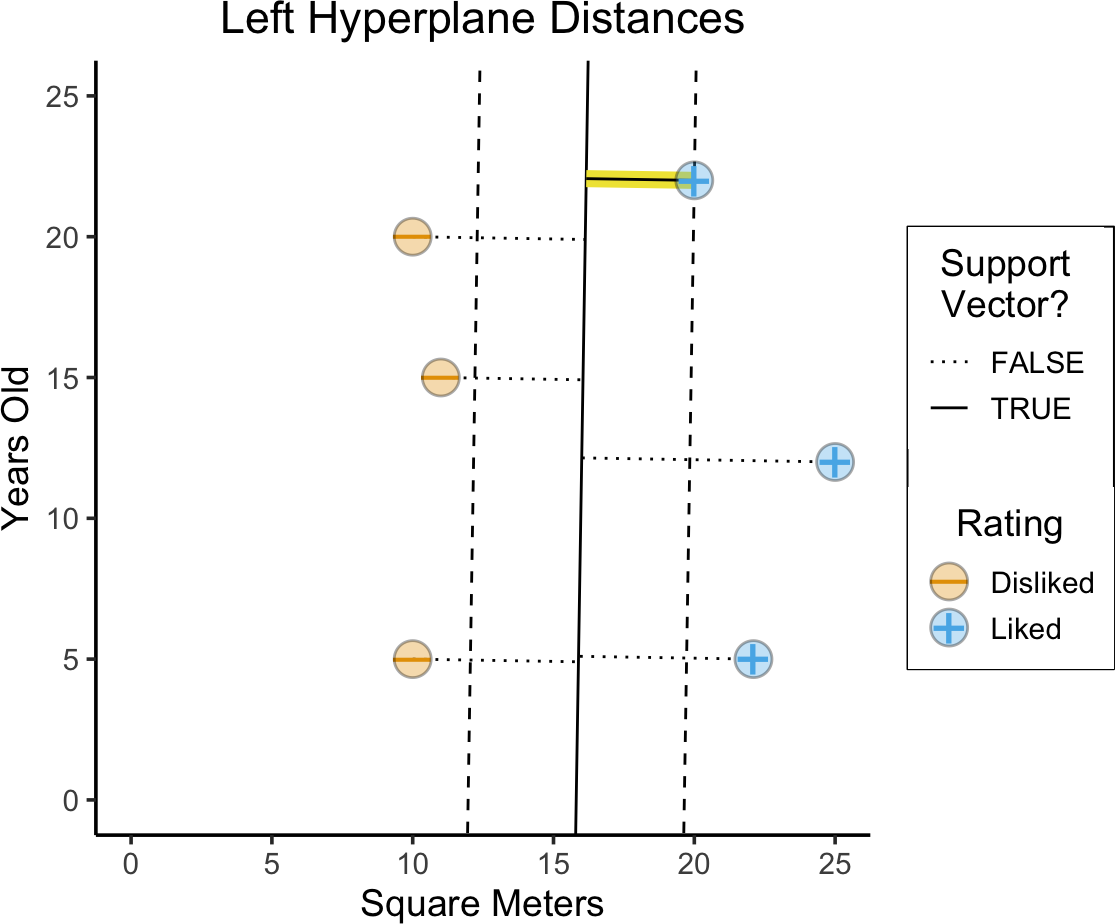 Left Hyperplane Distances
Years Old
25
20
15
10
5
0
0 5 10 15 20 25
Square Meters
Support
Vector?
FALSE
TRUE
Rating
Disliked
Liked